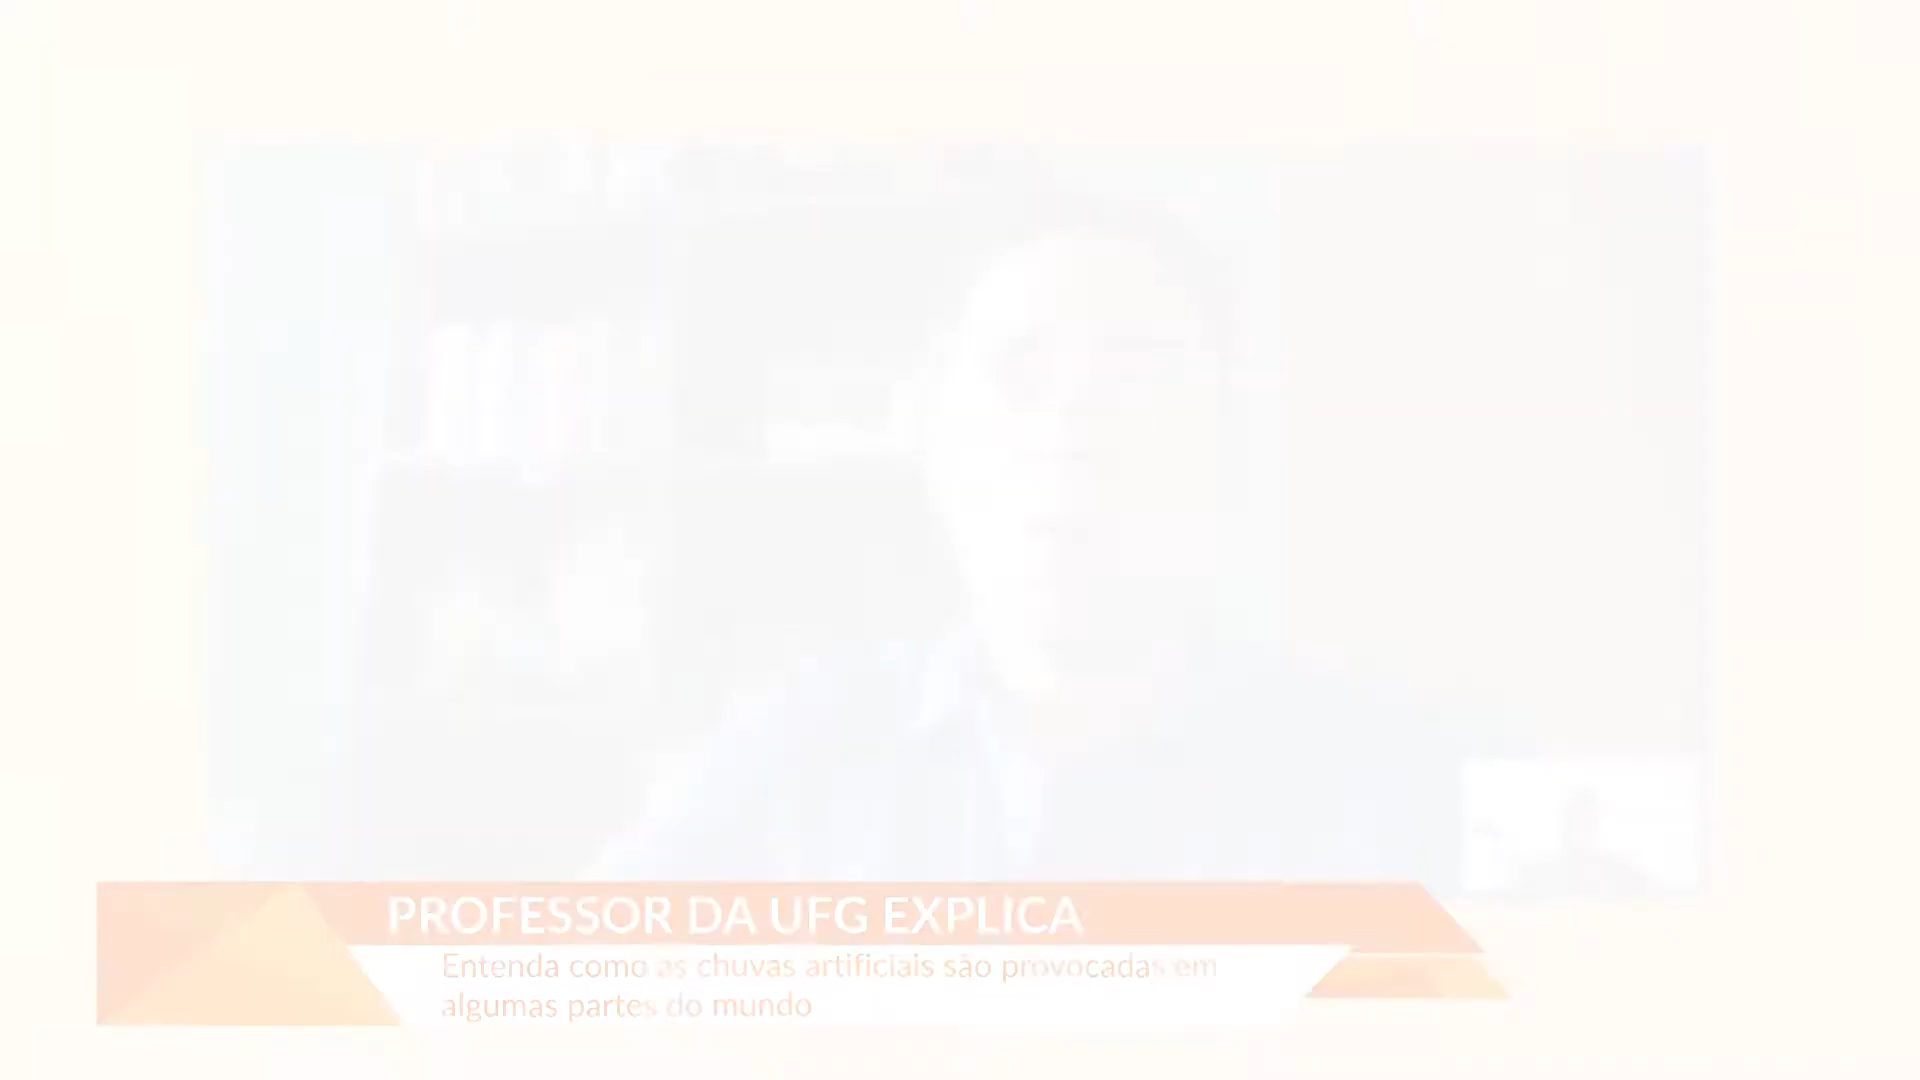 PROFESSOR DA UFG EXPLICA
Entenda como as chuvas artificiais são provocadas em
algumas partes do mundo